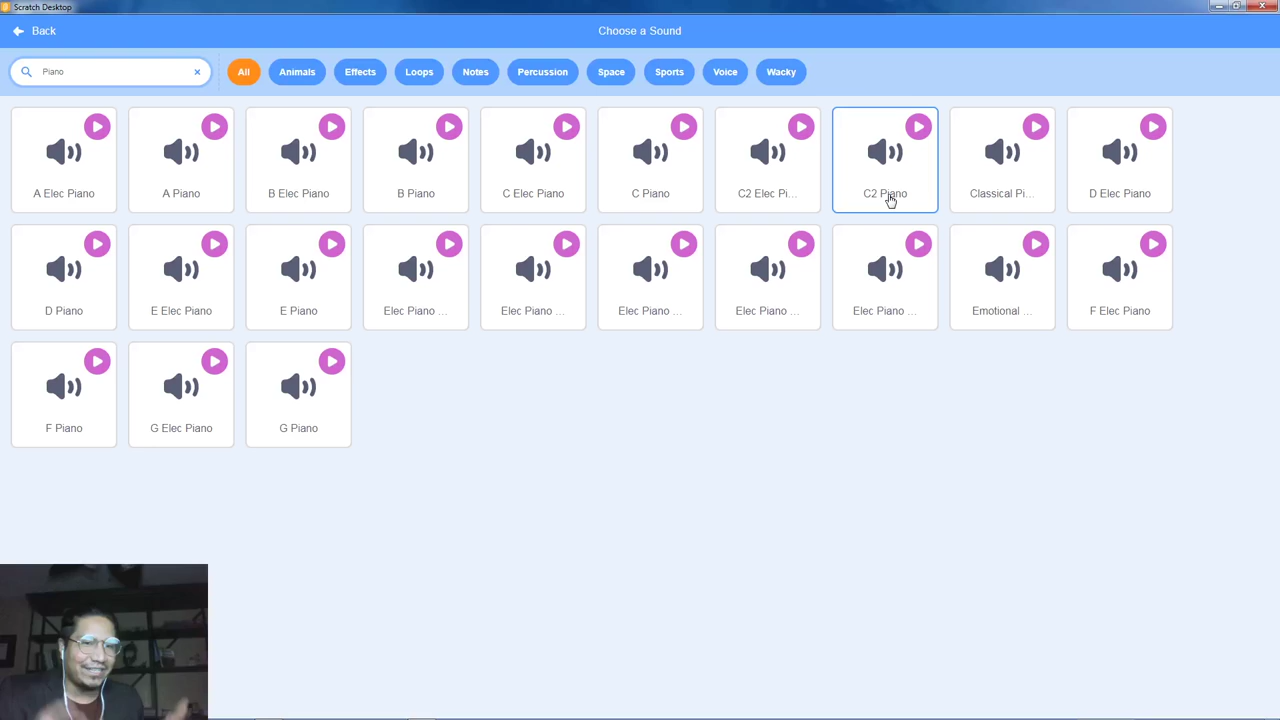 Scratch Desktop
Back
Choose a Sound
Piano
All
Animals
Effects
Loops
Notes
Percussion
Space
Sports
Voice
Wacky
A Elec Piano
A Piano
B Elec Piano
B Piano
C Elec Piano
C Piano
C2 Elec Pi...
C2 Piano
Classical Pi...
D Elec Piano
D Piano
E Elec Piano
E Piano
Elec Piano ...
Elec Piano ...
Elec Piano ...
Elec Piano ...
Elec Piano ...
Emotional ...
F Elec Piano
F Piano
G Elec Piano
G Piano